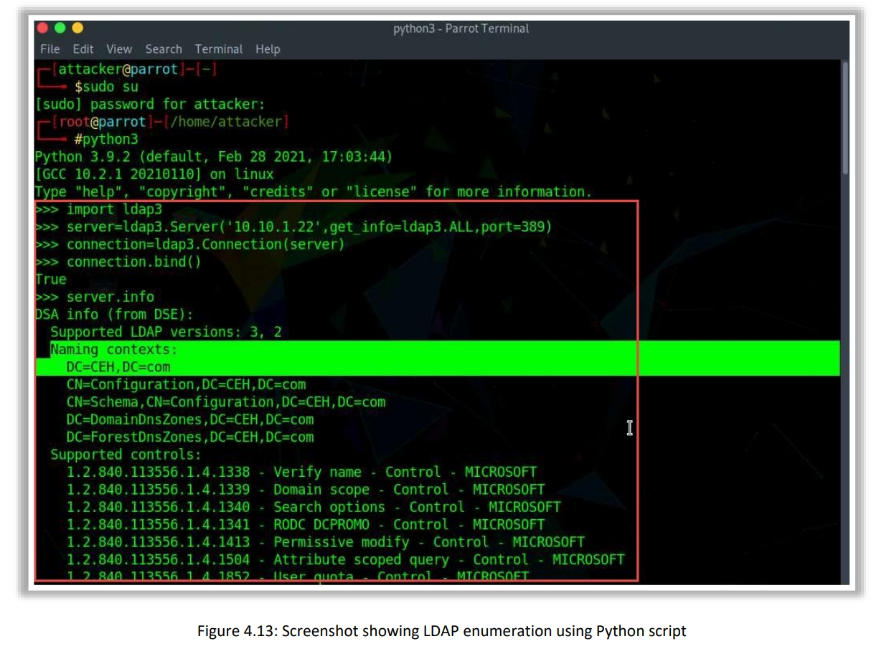 python3 - Parrot Terminal
File Edit View Search Terminal Help
[attacker@parrot]-[~]
$sudo su
[sudo] password for attacker:
[root@parrot]-[/home/attacker]
#python3
Python 3.9.2 (default, Feb 28 2021, 17:03:44)
[GCC 10.2.1 20210110] on linux
Type "help", "copyright", "credits" or "license" for more information.
>>> import ldap3
>>> server=ldap3.Server('10.10.1.22',get_info=ldap3.ALL,port=389)
>>> connection=ldap3.Connection(server)
>>> connection.bind()
True
>>> server.info
DSA info (from DSE):
Supported LDAP versions: 3, 2
Naming contexts:
DC=CEH,DC=com
CN=Configuration,DC=CEH,DC=com
CN=Schema,CN=Configuration,DC=CEH,DC=com
DC=DomainDnsZones,DC=CEH,DC=com
DC=ForestDnsZones,DC=CEH,DC=com
Supported controls:
1.2.840.113556.1.4.1338 - Verify name - Control - MICROSOFT
1.2.840.113556.1.4.1339 - Domain scope - Control - MICROSOFT
1.2.840.113556.1.4.1340 - Search options - Control - MICROSOFT
1.2.840.113556.1.4.1341 - RODC DCPROMO - Control - MICROSOFT
1.2.840.113556.1.4.1413 - Permissive modify - Control - MICROSOFT
1.2.840.113556.1.4.1504 - Attribute scoped query - Control - MICROSOFT
1.2.840.113556.1.4.1852 - User quota - Control - MICROSOFT
Figure 4.13: Screenshot showing LDAP enumeration using Python script